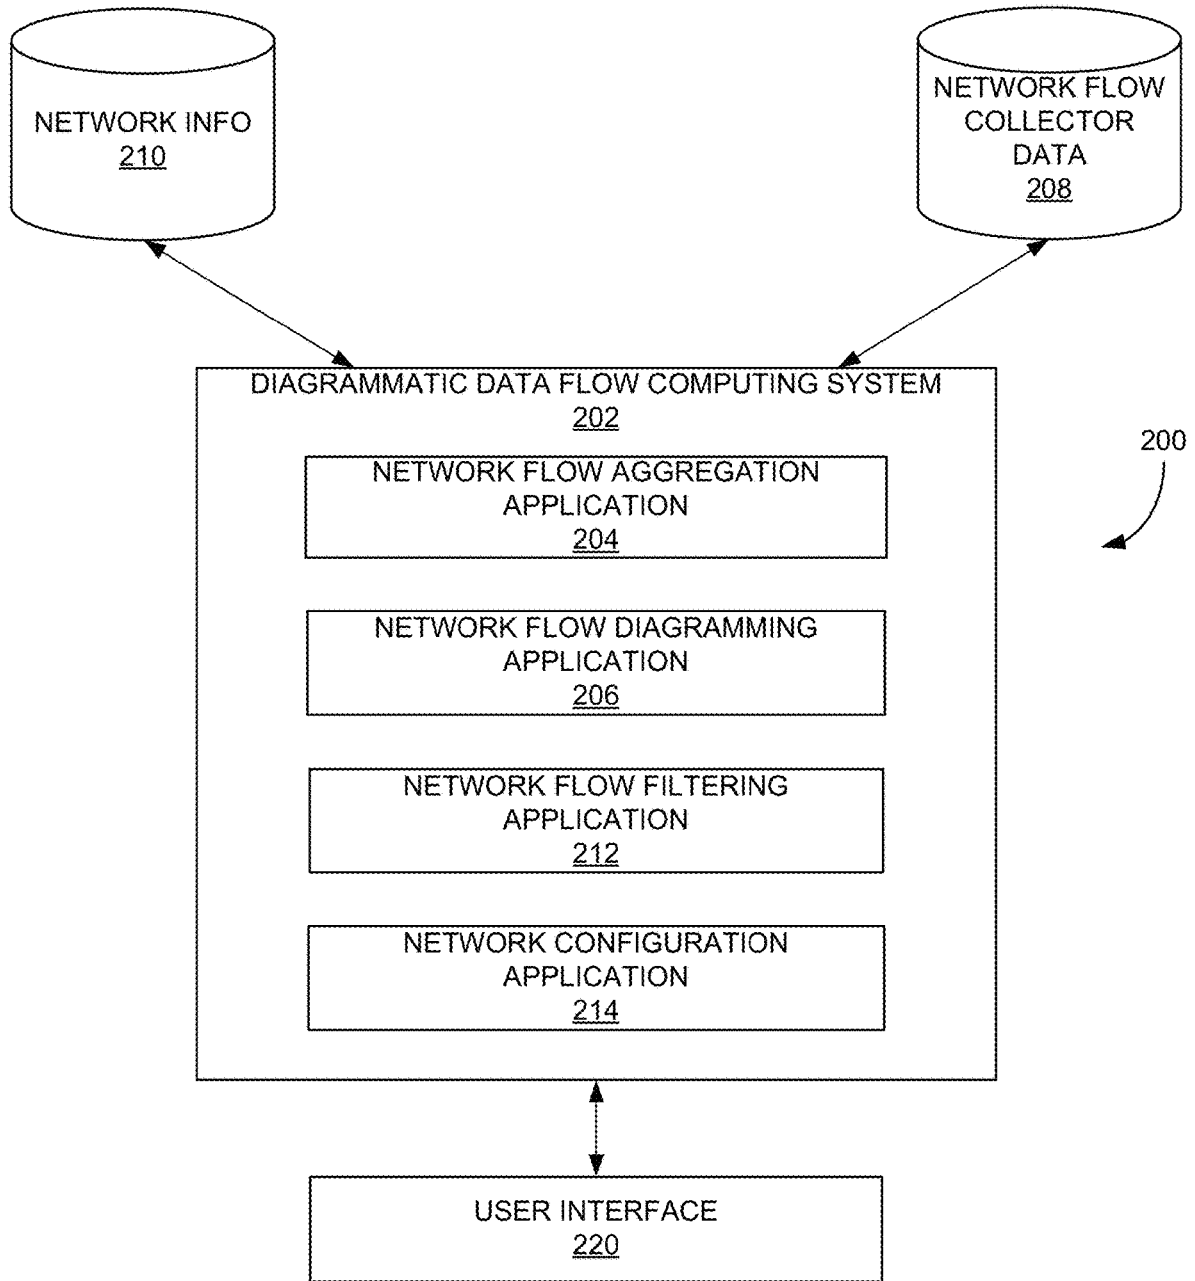 NETWORK INFO
210
NETWORK FLOW
COLLECTOR
DATA
208
DIAGRAMMATIC DATA FLOW COMPUTING SYSTEM
202
200
NETWORK FLOW AGGREGATION
APPLICATION
204
NETWORK FLOW DIAGRAMMING
APPLICATION
206
NETWORK FLOW FILTERING
APPLICATION
212
NETWORK CONFIGURATION
APPLICATION
214
USER INTERFACE
220